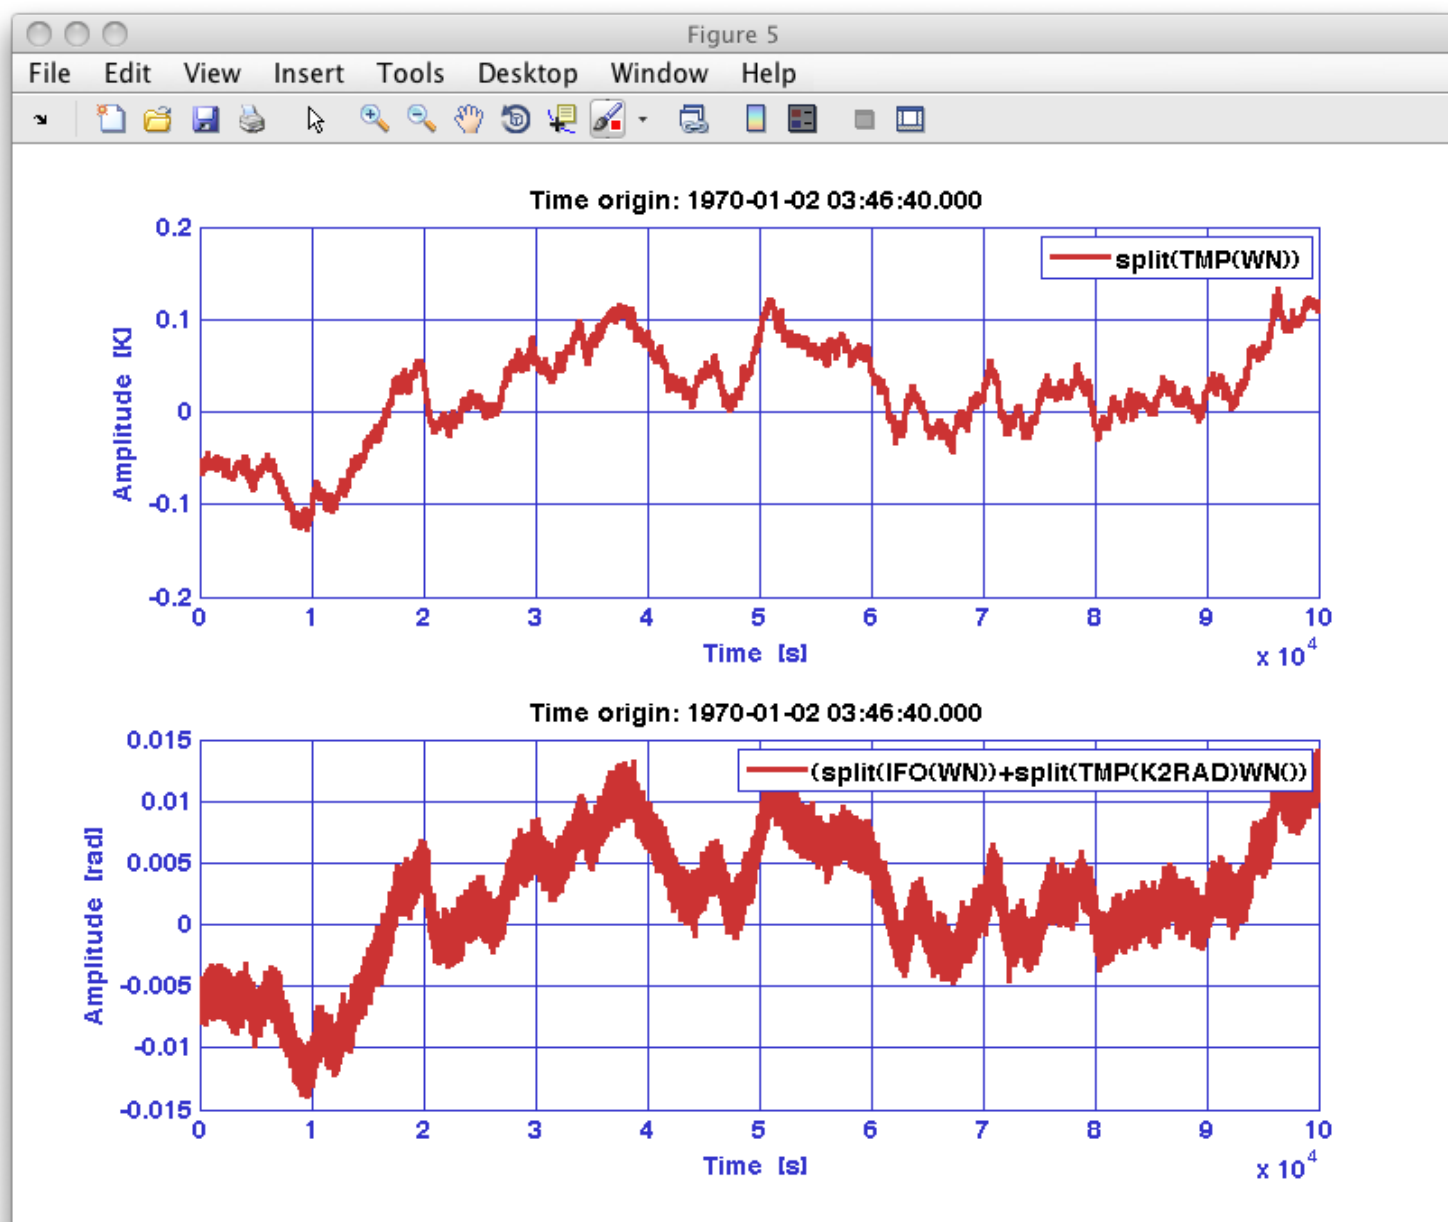 Figure 5
File Edit View Insert Tools Desktop Window Help
Time origin: 1970-01-02 03:46:40.000
split(TMP(WN))
Amplitude [K]
0.2
0.1
0
-0.1
-0.2
0 1 2 3 4 5 6 7 8 9 10
x 10^4
Time [s]
Time origin: 1970-01-02 03:46:40.000
(split(IFO(WN))+split(TMP(K2RAD)WN()))
Amplitude [rad]
0.015
0.01
0.005
0
-0.005
-0.01
-0.015
0 1 2 3 4 5 6 7 8 9 10
x 10^4
Time [s]